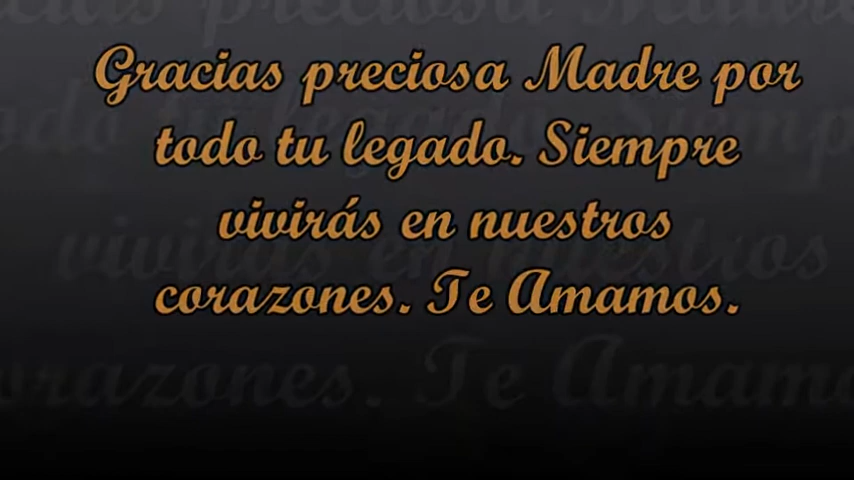 Gracias preciosa Madre por
todo tu legado. Siempre
vivirás en nuestros
corazones. Te Amamos.